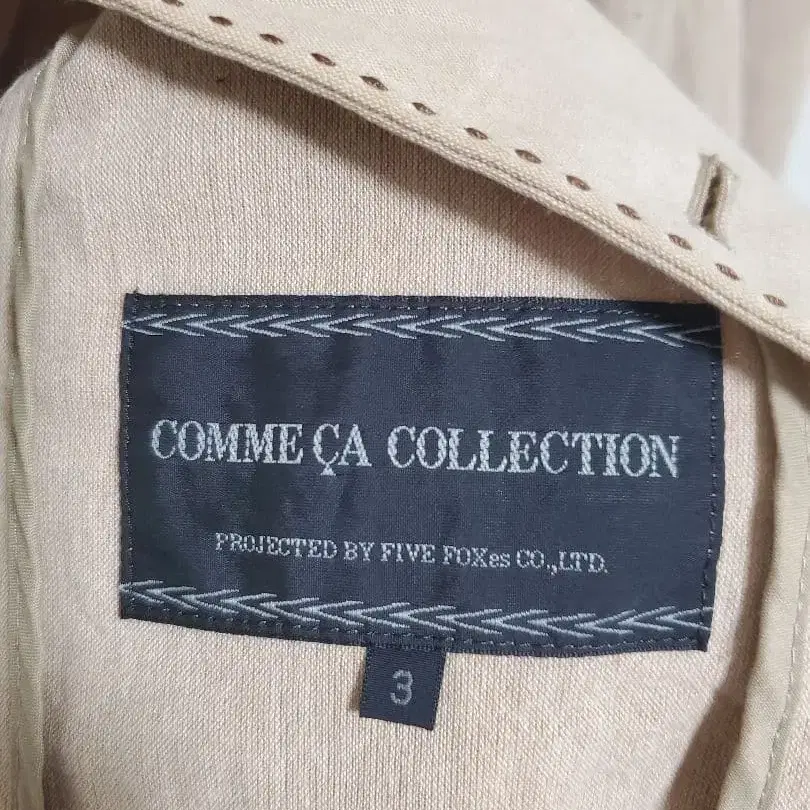 COMME ÇA COLLECTION
PROJECTED BY FIVE FOXes CO.,LTD.
3